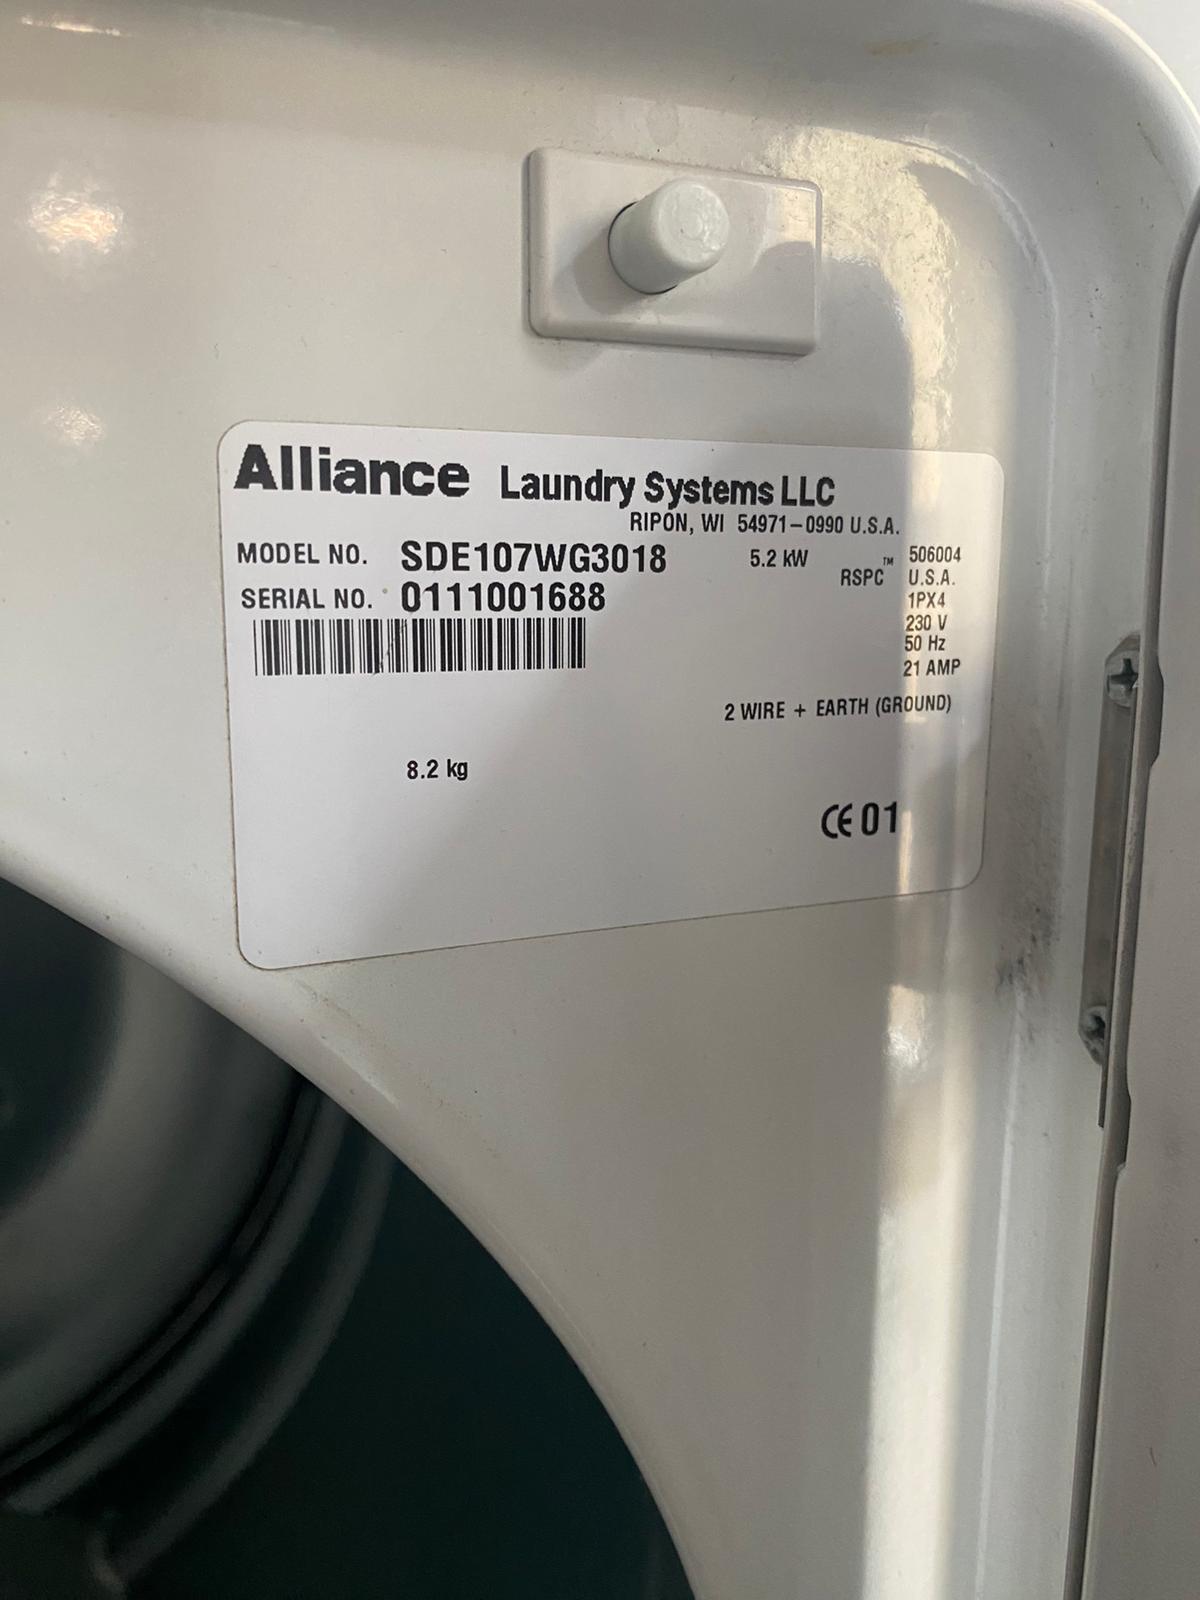 Alliance Laundry Systems LLC
RIPON, WI 54971-0990 U.S.A.
MODEL NO. SDE107WG3018 5.2 kW RSPC™ 506004
SERIAL NO. 0111001688 U.S.A.
1PX4
230 V
50 Hz
21 AMP
2 WIRE + EARTH (GROUND)
8.2 kg
CE 01